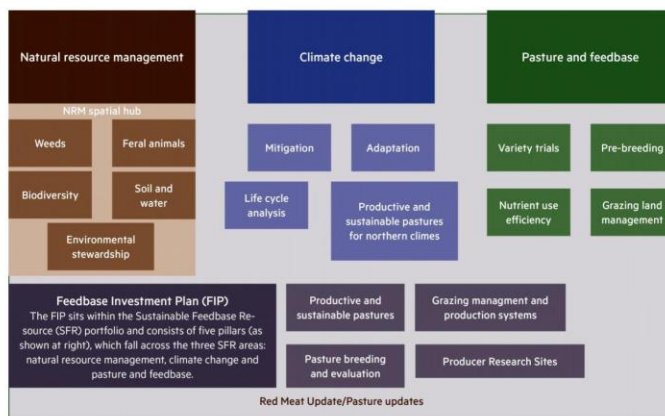 Natural resource management
Climate change
Pasture and feedbase
NRM spatial hub
Weeds
Feral animals
Mitigation
Adaptation
Variety trials
Pre-breeding
Biodiversity
Soil and
water
Life cycle
analysis
Productive and
sustainable pastures
for northern climes
Nutrient use
efficiency
Grazing land
management
Environmental
stewardship
Feedbase Investment Plan (FIP)
The FIP sits within the Sustainable Feedbase Re-
source (SFR) portfolio and consists of five pillars (as
shown at right), which fall across the three SFR areas:
natural resource management, climate change and
pasture and feedbase.
Productive and
sustainable pastures
Grazing managment and
production systems
Pasture breeding
and evaluation
Producer Research Sites
Red Meat Update/Pasture updates